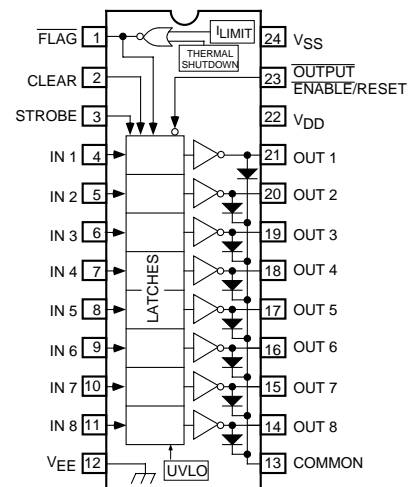 FLAG 1 ILIMIT 24 VSS
THERMAL
SHUTDOWN
CLEAR 2 23 OUTPUT
ENABLE/RESET
STROBE 3 22 VDD
IN 1 4 21 OUT 1
IN 2 5 20 OUT 2
IN 3 6 19 OUT 3
IN 4 7 18 OUT 4
LATCHES
IN 5 8 17 OUT 5
IN 6 9 16 OUT 6
IN 7 10 15 OUT 7
IN 8 11 14 OUT 8
VEE 12 UVLO 13 COMMON